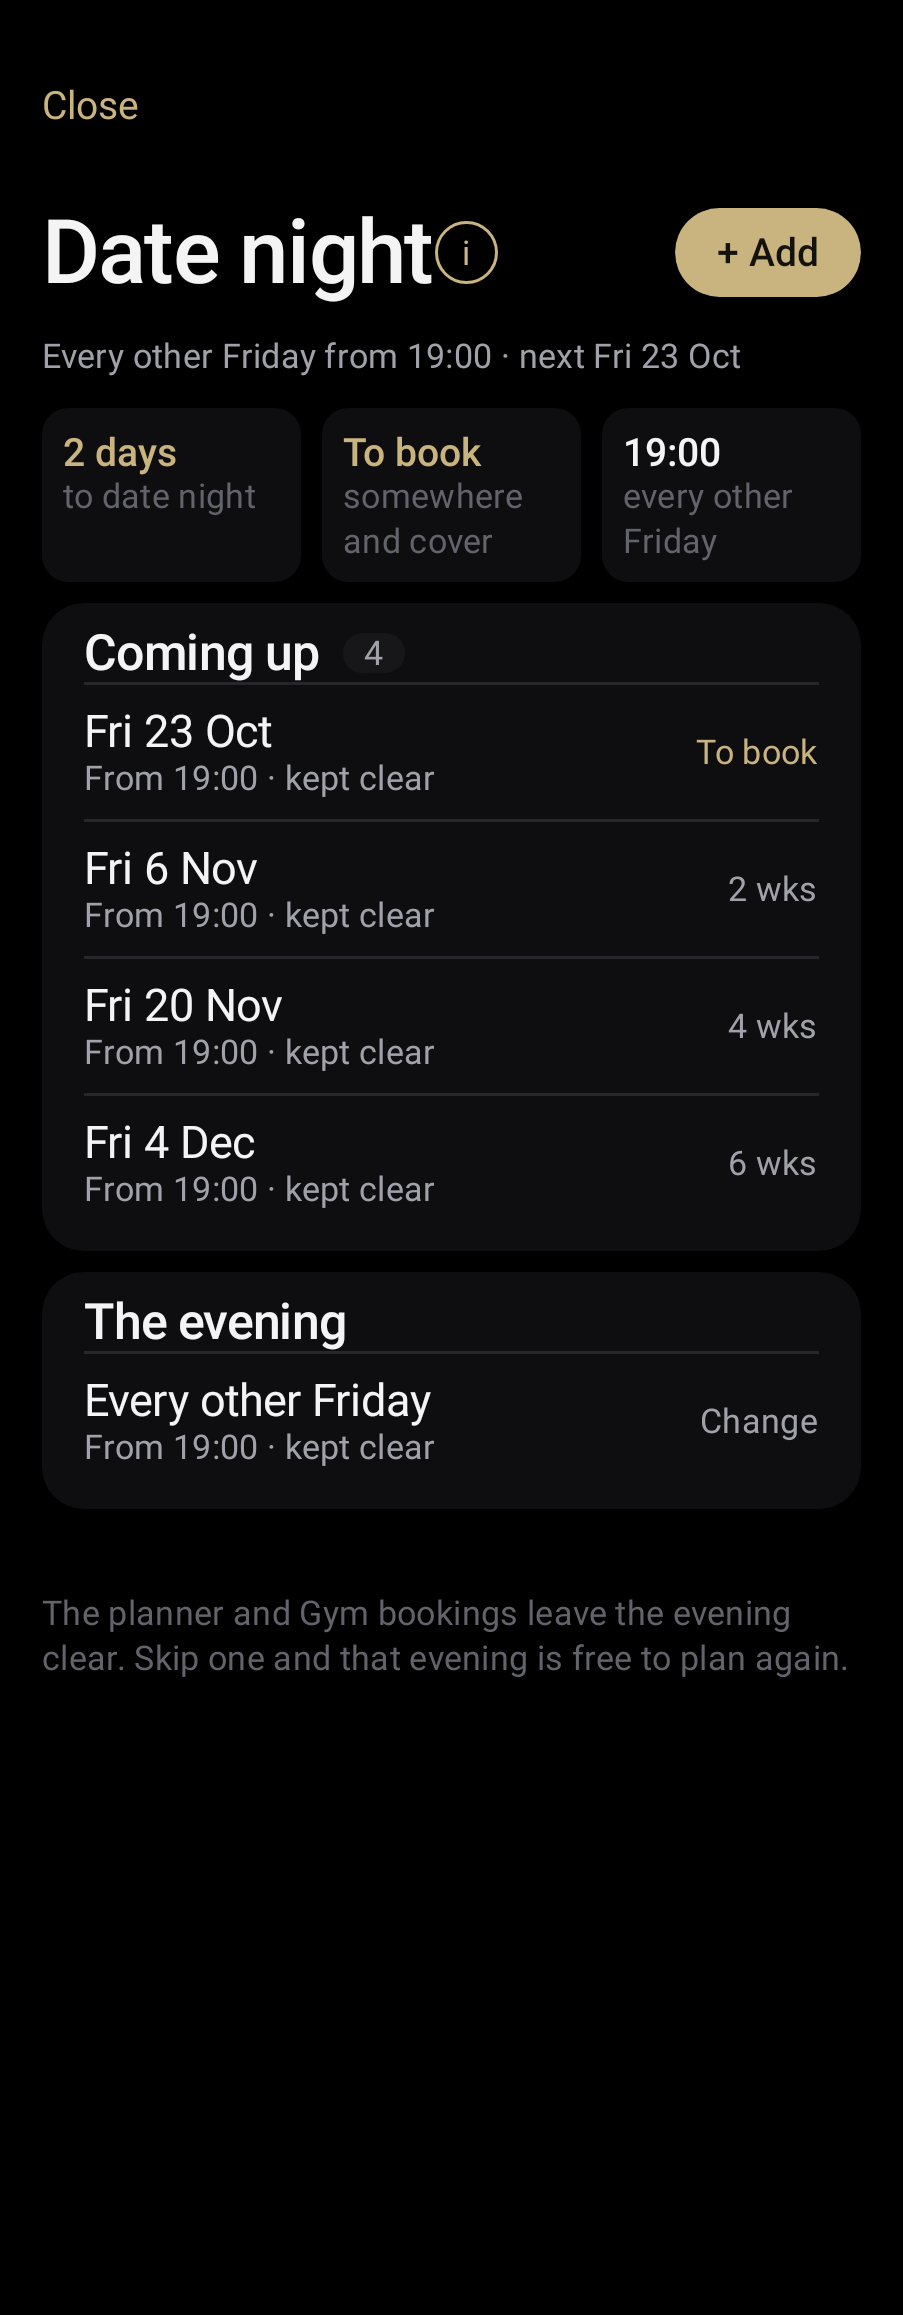 Close
Date night i
+ Add
Every other Friday from 19:00 · next Fri 23 Oct
2 days
to date night
To book
somewhere
and cover
19:00
every other
Friday
Coming up 4
Fri 23 Oct
From 19:00 · kept clear
To book
Fri 6 Nov
From 19:00 · kept clear
2 wks
Fri 20 Nov
From 19:00 · kept clear
4 wks
Fri 4 Dec
From 19:00 · kept clear
6 wks
The evening
Every other Friday
From 19:00 · kept clear
Change
The planner and Gym bookings leave the evening
clear. Skip one and that evening is free to plan again.